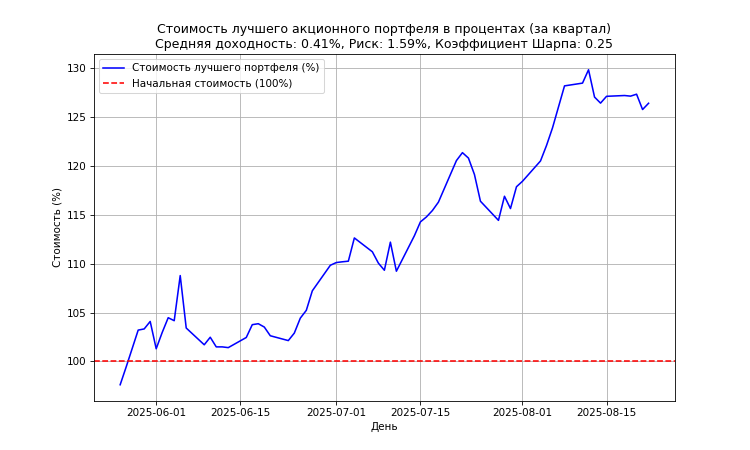 Стоимость лучшего акционного портфеля в процентах (за квартал)
Средняя доходность: 0.41%, Риск: 1.59%, Коэффициент Шарпа: 0.25
Стоимость лучшего портфеля (%)
Начальная стоимость (100%)
Стоимость (%)
130
125
120
115
110
105
100
2025-06-01
2025-06-15
2025-07-01
2025-07-15
2025-08-01
2025-08-15
День